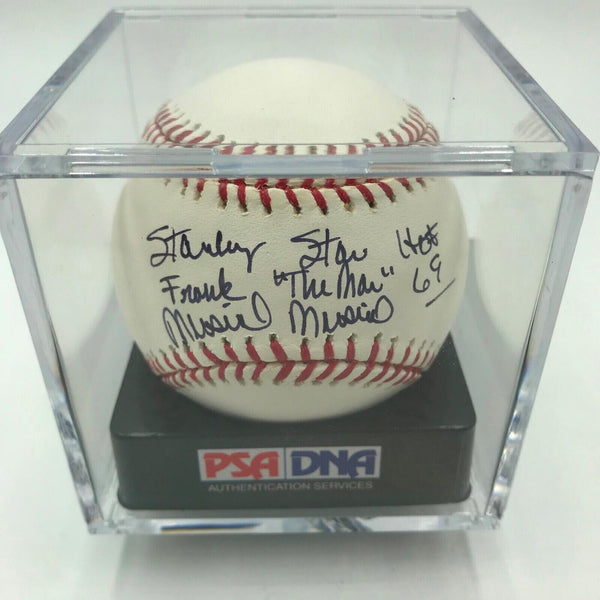 Stanley Stan HOF
Frank "The Man" 69
Musial Musial
PSA DNA
AUTHENTICATION SERVICES